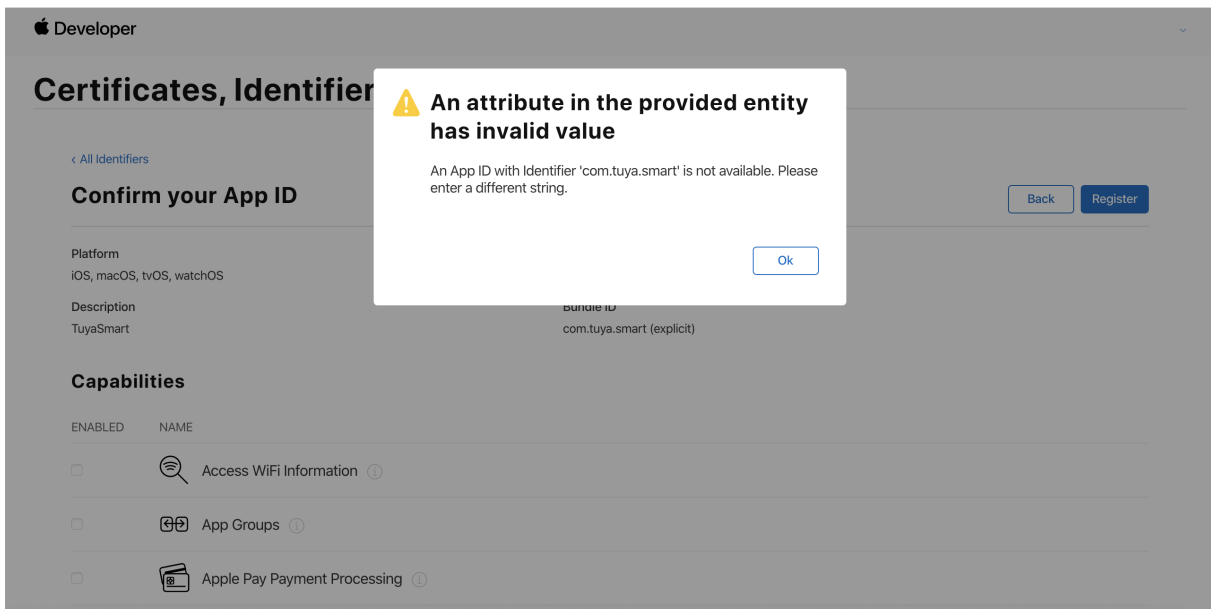 Developer
Certificates, Identifier
An attribute in the provided entity
has invalid value
An App ID with Identifier 'com.tuya.smart' is not available. Please
enter a different string.
Ok
< All Identifiers
Confirm your App ID
Back
Register
Platform
iOS, macOS, tvOS, watchOS
Description
Bundle ID
TuyaSmart
com.tuya.smart (explicit)
Capabilities
ENABLED NAME
Access WiFi Information
App Groups
Apple Pay Payment Processing